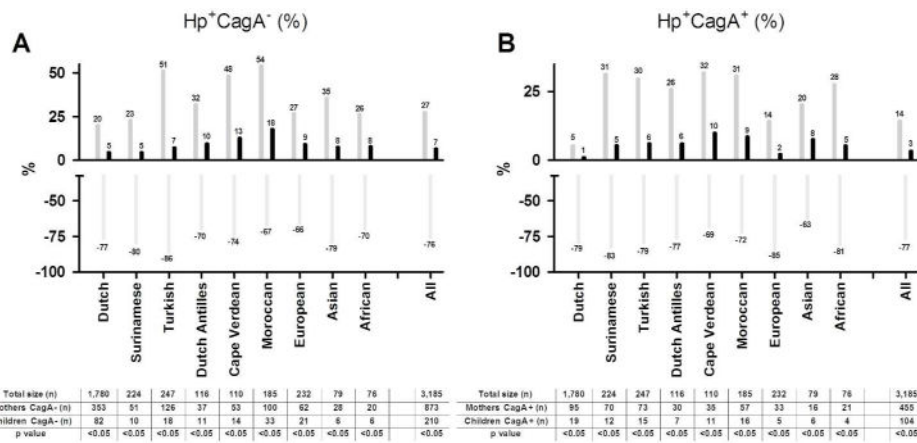 Hp⁺CagA⁻ (%)
A
50
25
0
%
-75
-50
-75
-100
20 5 23 5 51 7 32 10 48 13 54 18 27 9 35 8 26 8 27 7
-77 -80 -86 -70 -74 -67 -66 -79 -70 -76
Dutch
Surinamese
Turkish
Dutch Antilles
Cape Verdean
Moroccan
European
Asian
African
All
Total size (n) 1,780 224 247 116 110 185 232 79 76 3,185
others CagA- (n) 353 51 126 37 53 100 62 28 20 873
hildren CagA- (n) 82 10 18 11 14 33 21 6 6 210
p value <0.05 <0.05 <0.05 <0.05 <0.05 <0.05 <0.05 <0.05 <0.05 <0.05
Hp⁺CagA⁺ (%)
B
25
0
%
-50
-75
-100
5 1 31 5 30 6 26 6 32 10 31 9 14 2 20 8 28 5 14 3
-79 -83 -79 -77 -69 -72 -85 -63 -81 -77
Dutch
Surinamese
Turkish
Dutch Antilles
Cape Verdean
Moroccan
European
Asian
African
All
Total size (n) 1,780 224 247 116 110 185 232 79 76 3,185
Mothers CagA+ (n) 95 70 73 30 35 57 33 16 21 455
Children CagA+ (n) 19 12 15 7 11 16 5 6 4 104
p value <0.05 <0.05 <0.05 <0.05 <0.05 <0.05 <0.05 <0.05 <0.05 <0.05